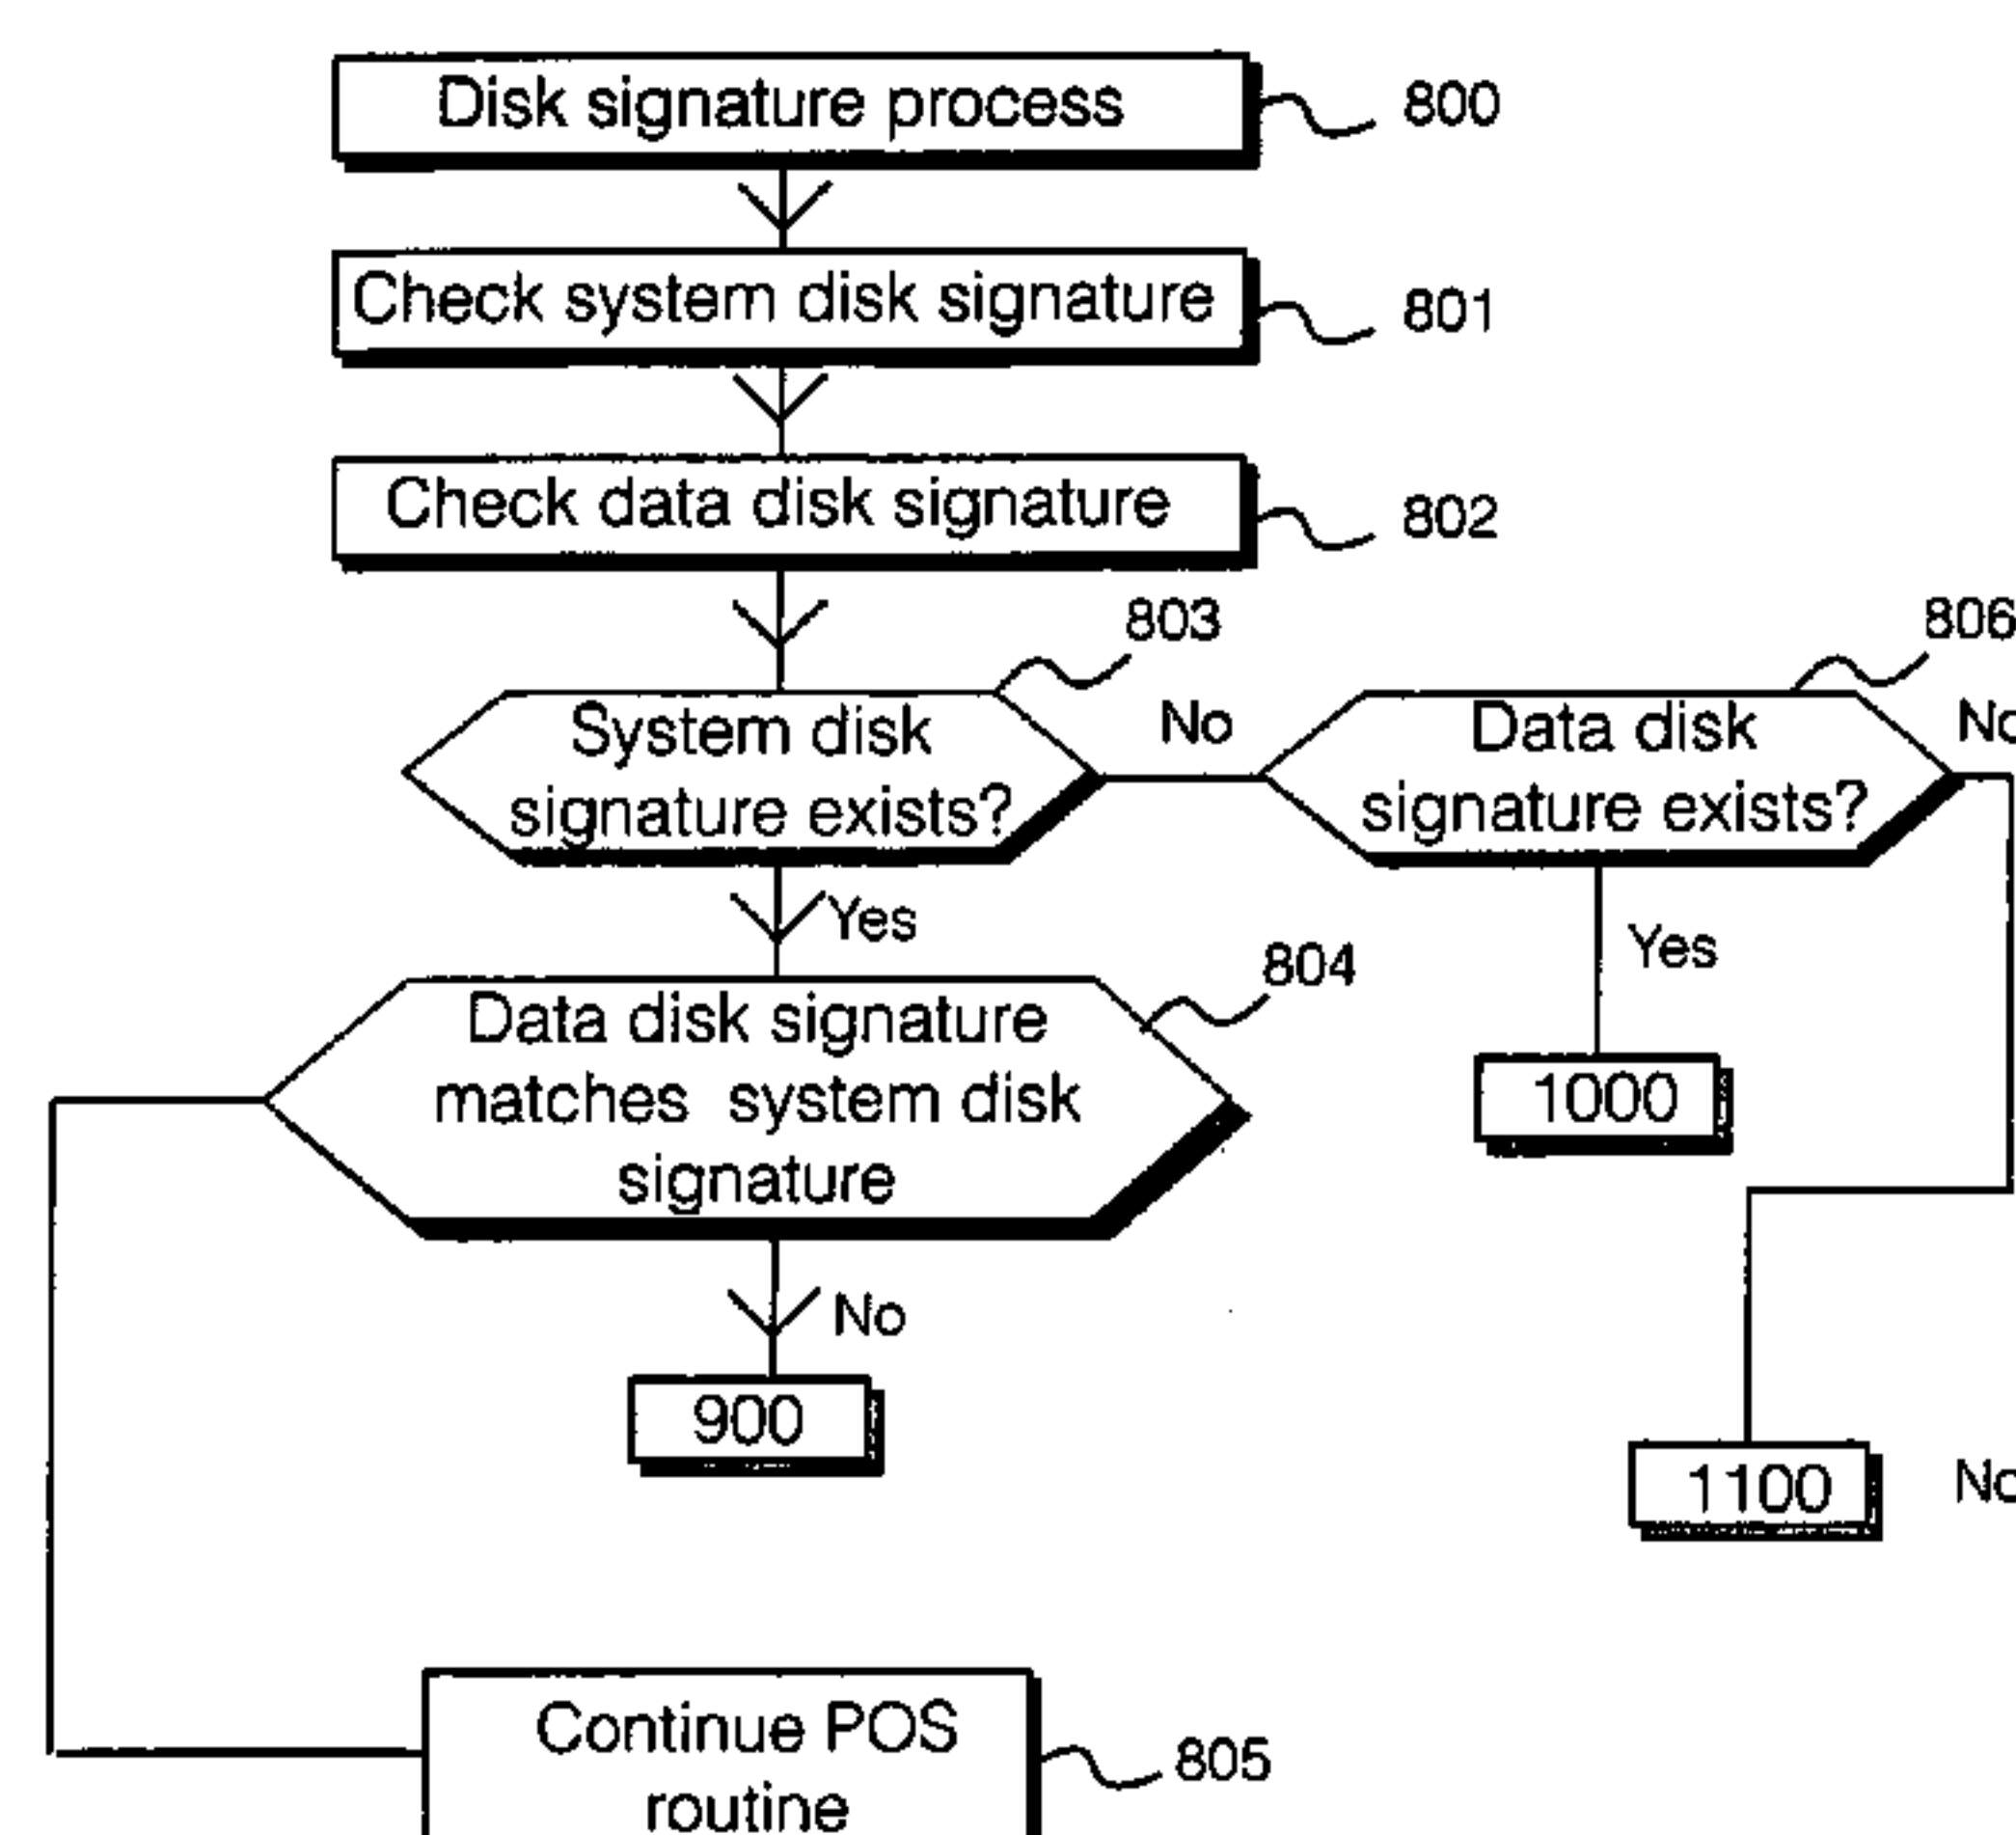 Disk signature process
800
Check system disk signature
801
Check data disk signature
802
803
806
System disk
signature exists?
No
Data disk
signature exists?
No
Yes
Yes
804
Data disk signature
matches system disk
signature
1000
No
900
1100
No
Continue POS
routine
805